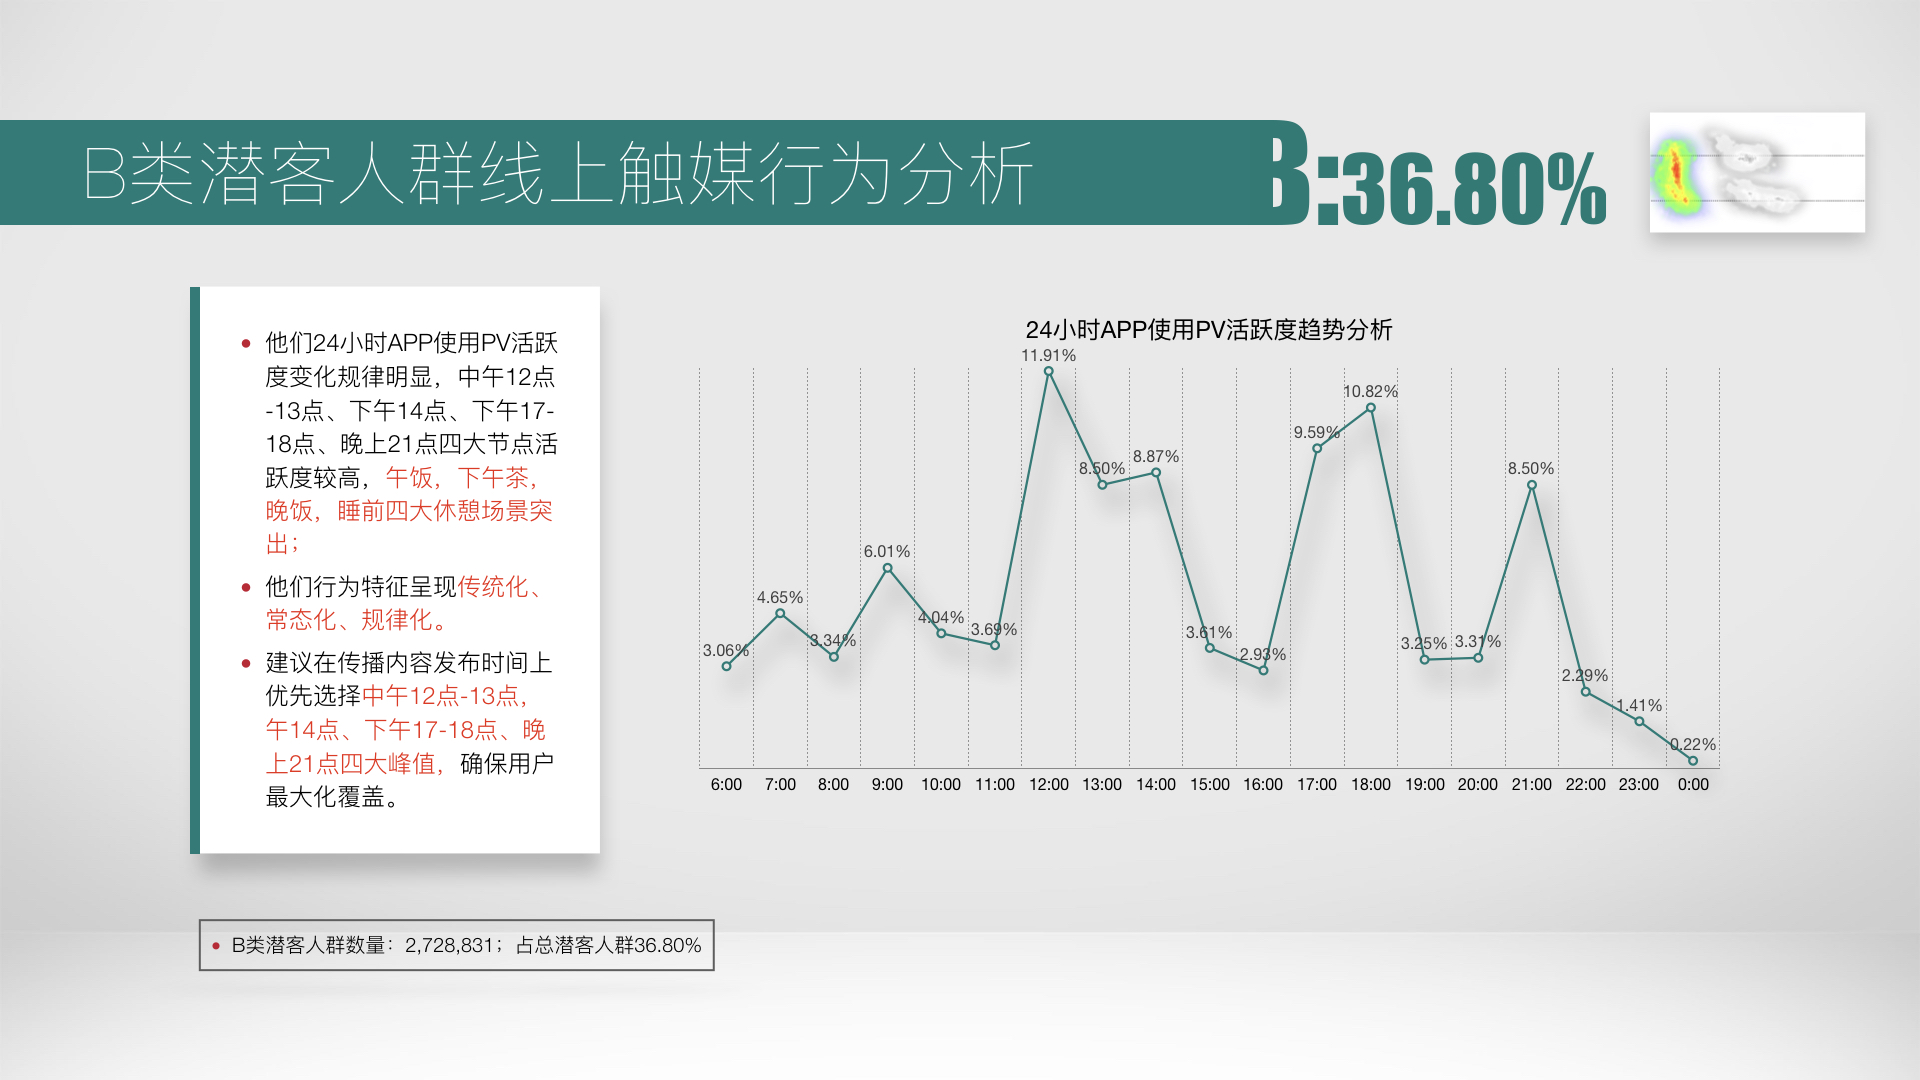 B类潜客人群线上触媒行为分析
B:36.80%
他们24小时APP使用PV活跃
度变化规律明显，中午12点
-13点、下午14点、下午17-
18点、晚上21点四大节点活
跃度较高，午饭，下午茶，
晚饭，睡前四大休憩场景突
出；
他们行为特征呈现传统化、
常态化、规律化。
建议在传播内容发布时间上
优先选择中午12点-13点，
午14点、下午17-18点、晚
上21点四大峰值，确保用户
最大化覆盖。
24小时APP使用PV活跃度趋势分析
3.06%
4.65%
3.34%
6.01%
4.04%
3.69%
11.91%
8.50%
8.87%
3.61%
2.93%
9.59%
10.82%
3.25%
3.31%
8.50%
2.29%
1.41%
0.22%
6:00 7:00 8:00 9:00 10:00 11:00 12:00 13:00 14:00 15:00 16:00 17:00 18:00 19:00 20:00 21:00 22:00 23:00 0:00
B类潜客人群数量：2,728,831；占总潜客人群36.80%